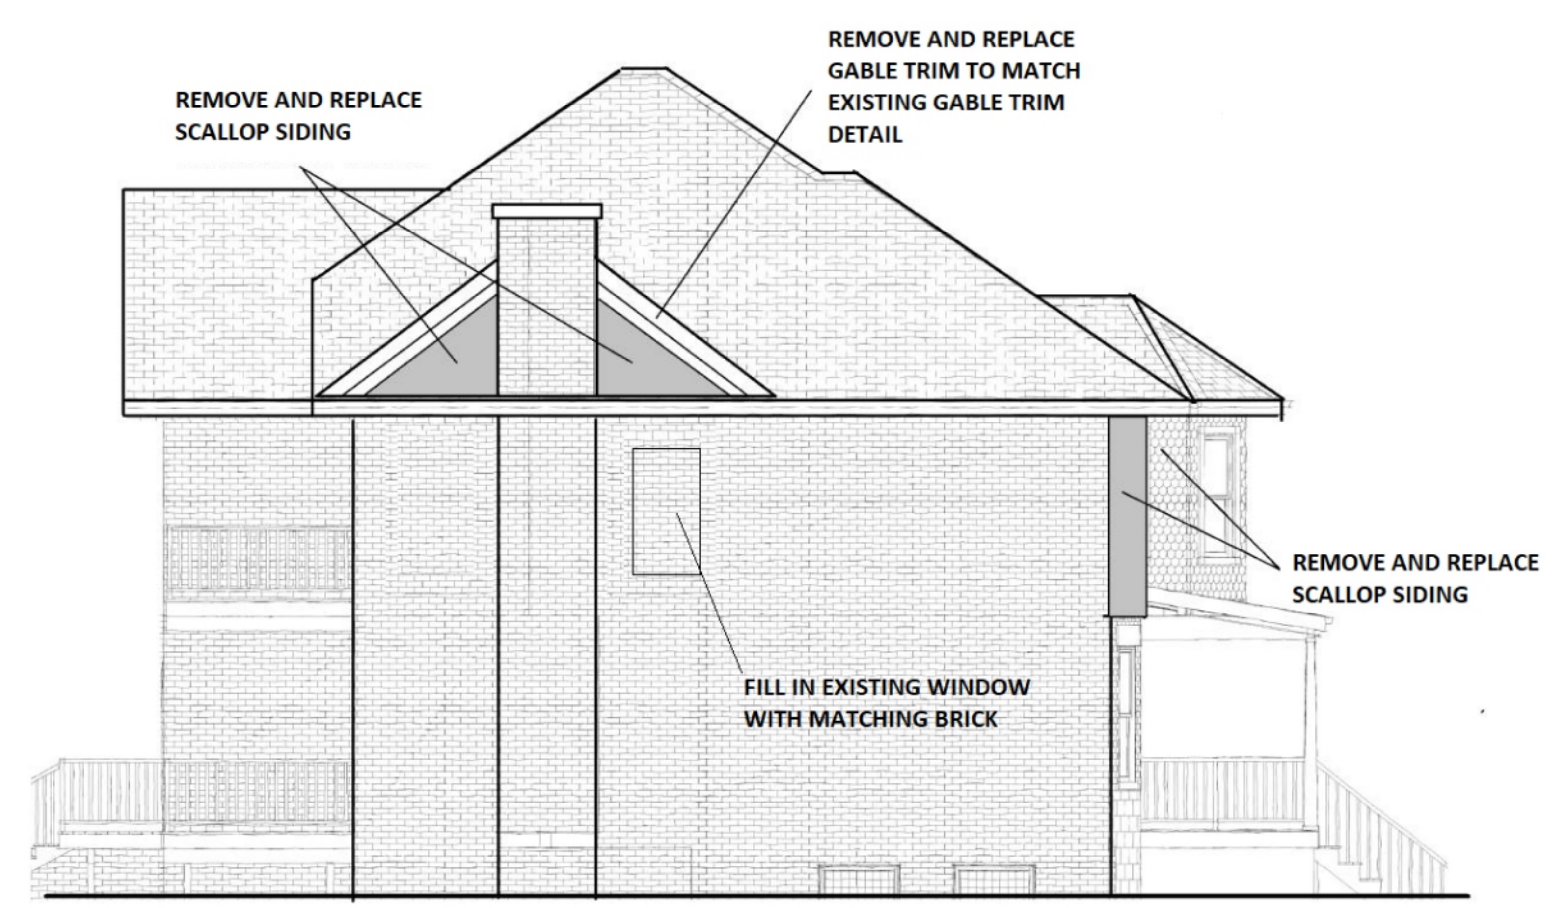 REMOVE AND REPLACE
GABLE TRIM TO MATCH
EXISTING GABLE TRIM
DETAIL
REMOVE AND REPLACE
SCALLOP SIDING
REMOVE AND REPLACE
SCALLOP SIDING
FILL IN EXISTING WINDOW
WITH MATCHING BRICK